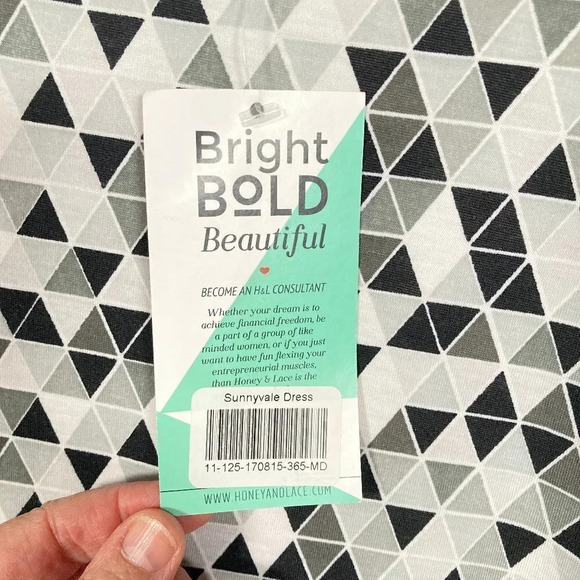 Bright
BOLD
Beautiful
BECOME AN H&L CONSULTANT
Whether your dream is to
achieve financial freedom, be
a part of a group of like
minded women, or if you just
want to have fun flexing your
entrepreneurial muscles,
than Honey & Lace is the
Sunnyvale Dress
11-125-170815-365-MD
WWW.HONEYANDLACE.COM